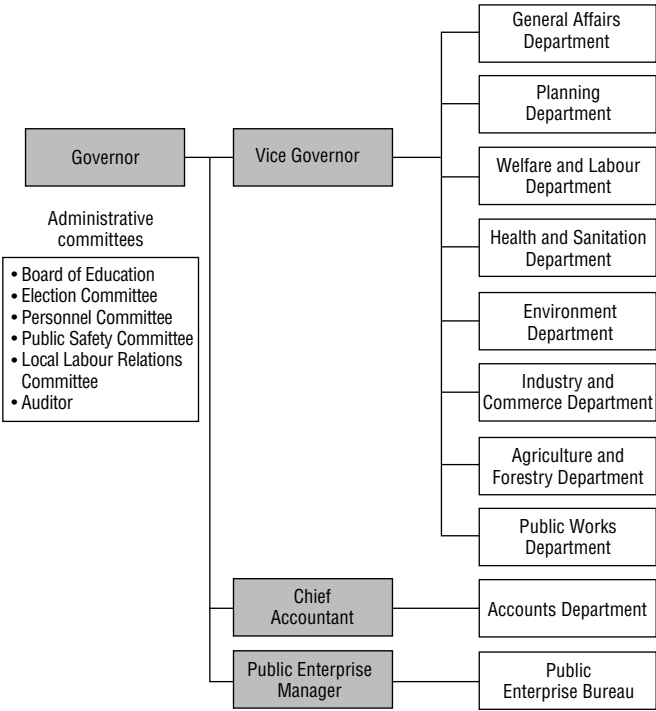 Governor
Vice Governor
General Affairs
Department
Planning
Department
Welfare and Labour
Department
Health and Sanitation
Department
Environment
Department
Industry and
Commerce Department
Agriculture and
Forestry Department
Public Works
Department
Administrative
committees
• Board of Education
• Election Committee
• Personnel Committee
• Public Safety Committee
• Local Labour Relations
Committee
• Auditor
Chief
Accountant
Accounts Department
Public Enterprise
Manager
Public
Enterprise Bureau